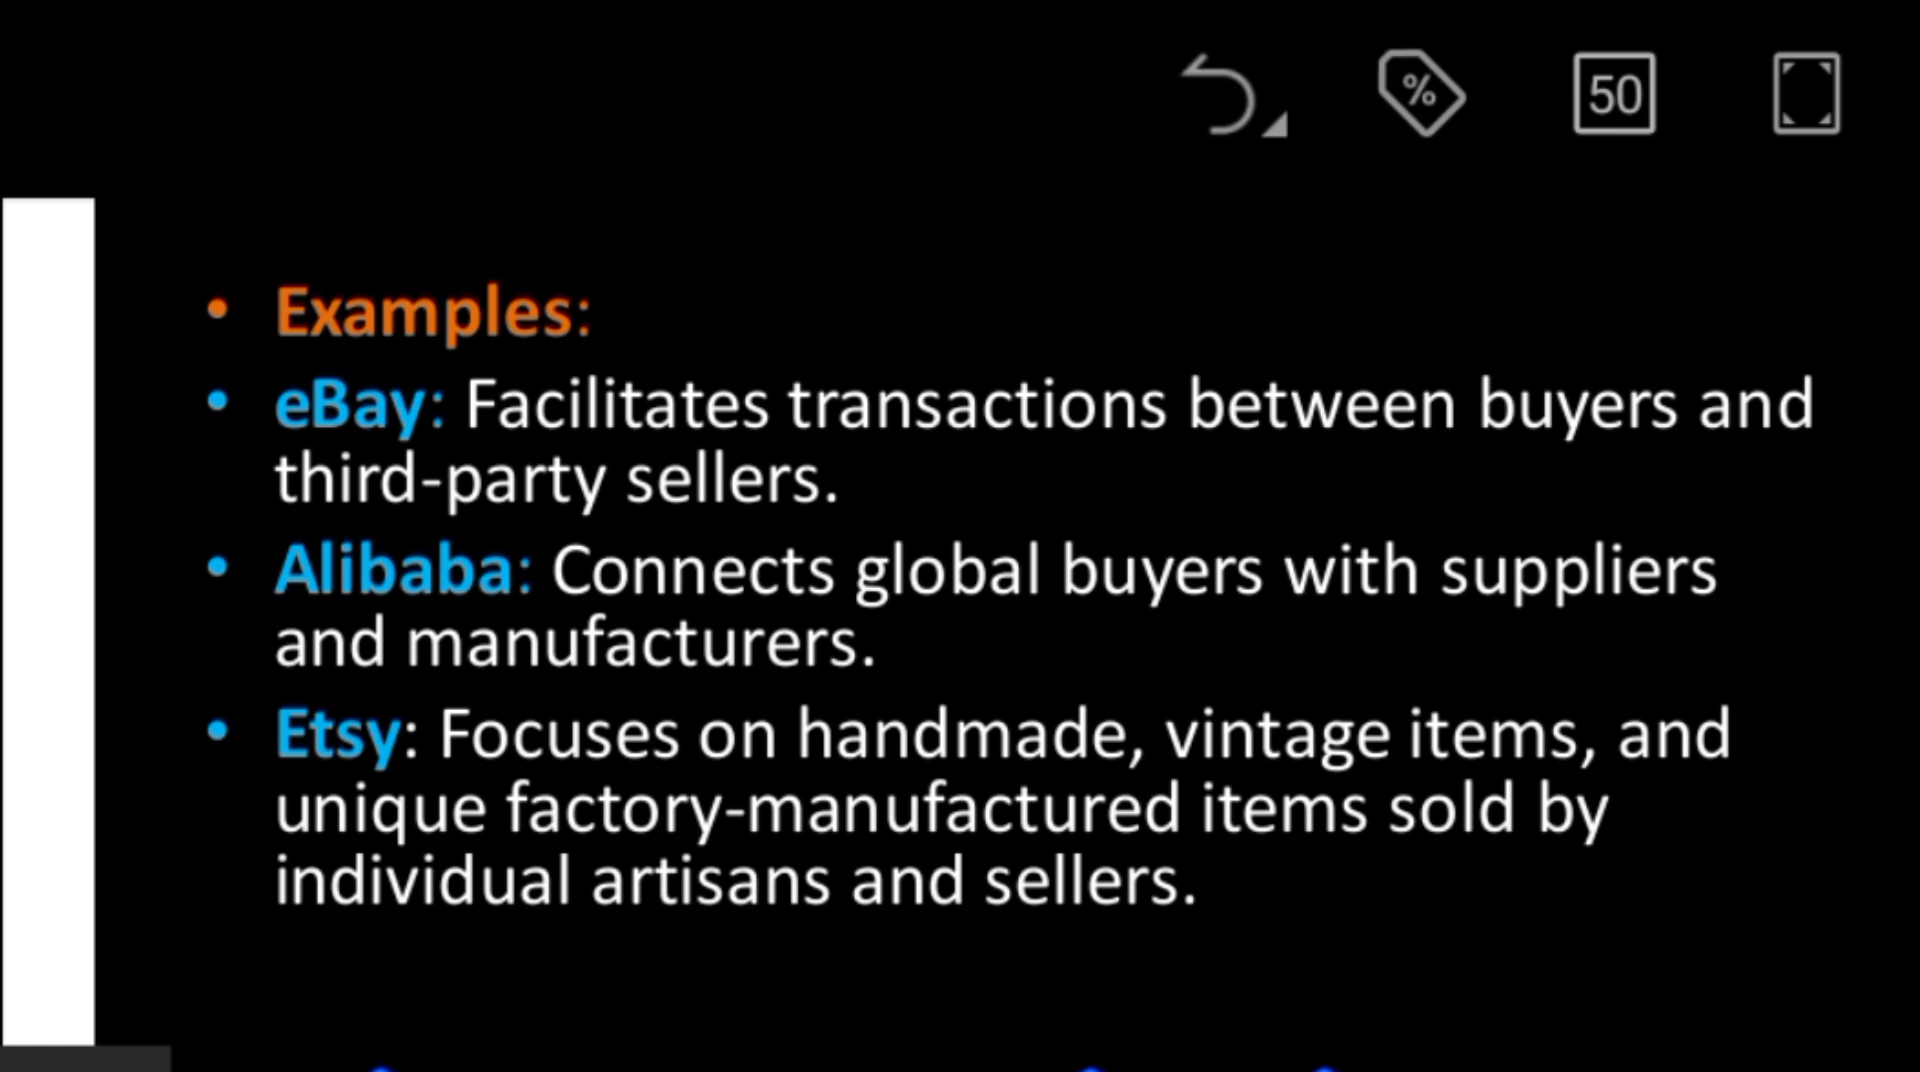 %
50
• Examples:
• eBay: Facilitates transactions between buyers and
third-party sellers.
• Alibaba: Connects global buyers with suppliers
and manufacturers.
• Etsy: Focuses on handmade, vintage items, and
unique factory-manufactured items sold by
individual artisans and sellers.